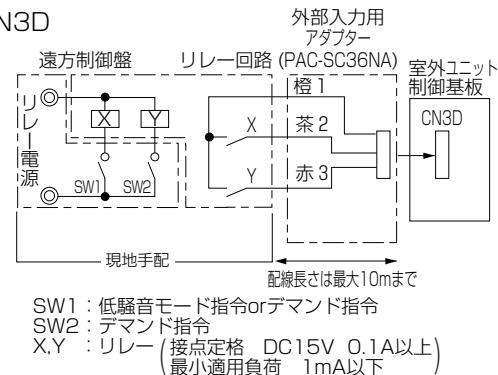 CN3D
外部入力用
アダプター
(PAC-SC36NA)
遠方制御盤
リレー回路
室外ユニット
制御基板
リレー電源
X
Y
SW1
SW2
X
Y
橙 1
茶 2
赤 3
CN3D
現地手配
配線長さは最大10mまで
SW1：低騒音モード指令orデマンド指令
SW2：デマンド指令
X,Y ：リレー(接点定格 DC15V 0.1A以上
最小適用負荷 1mA以下)